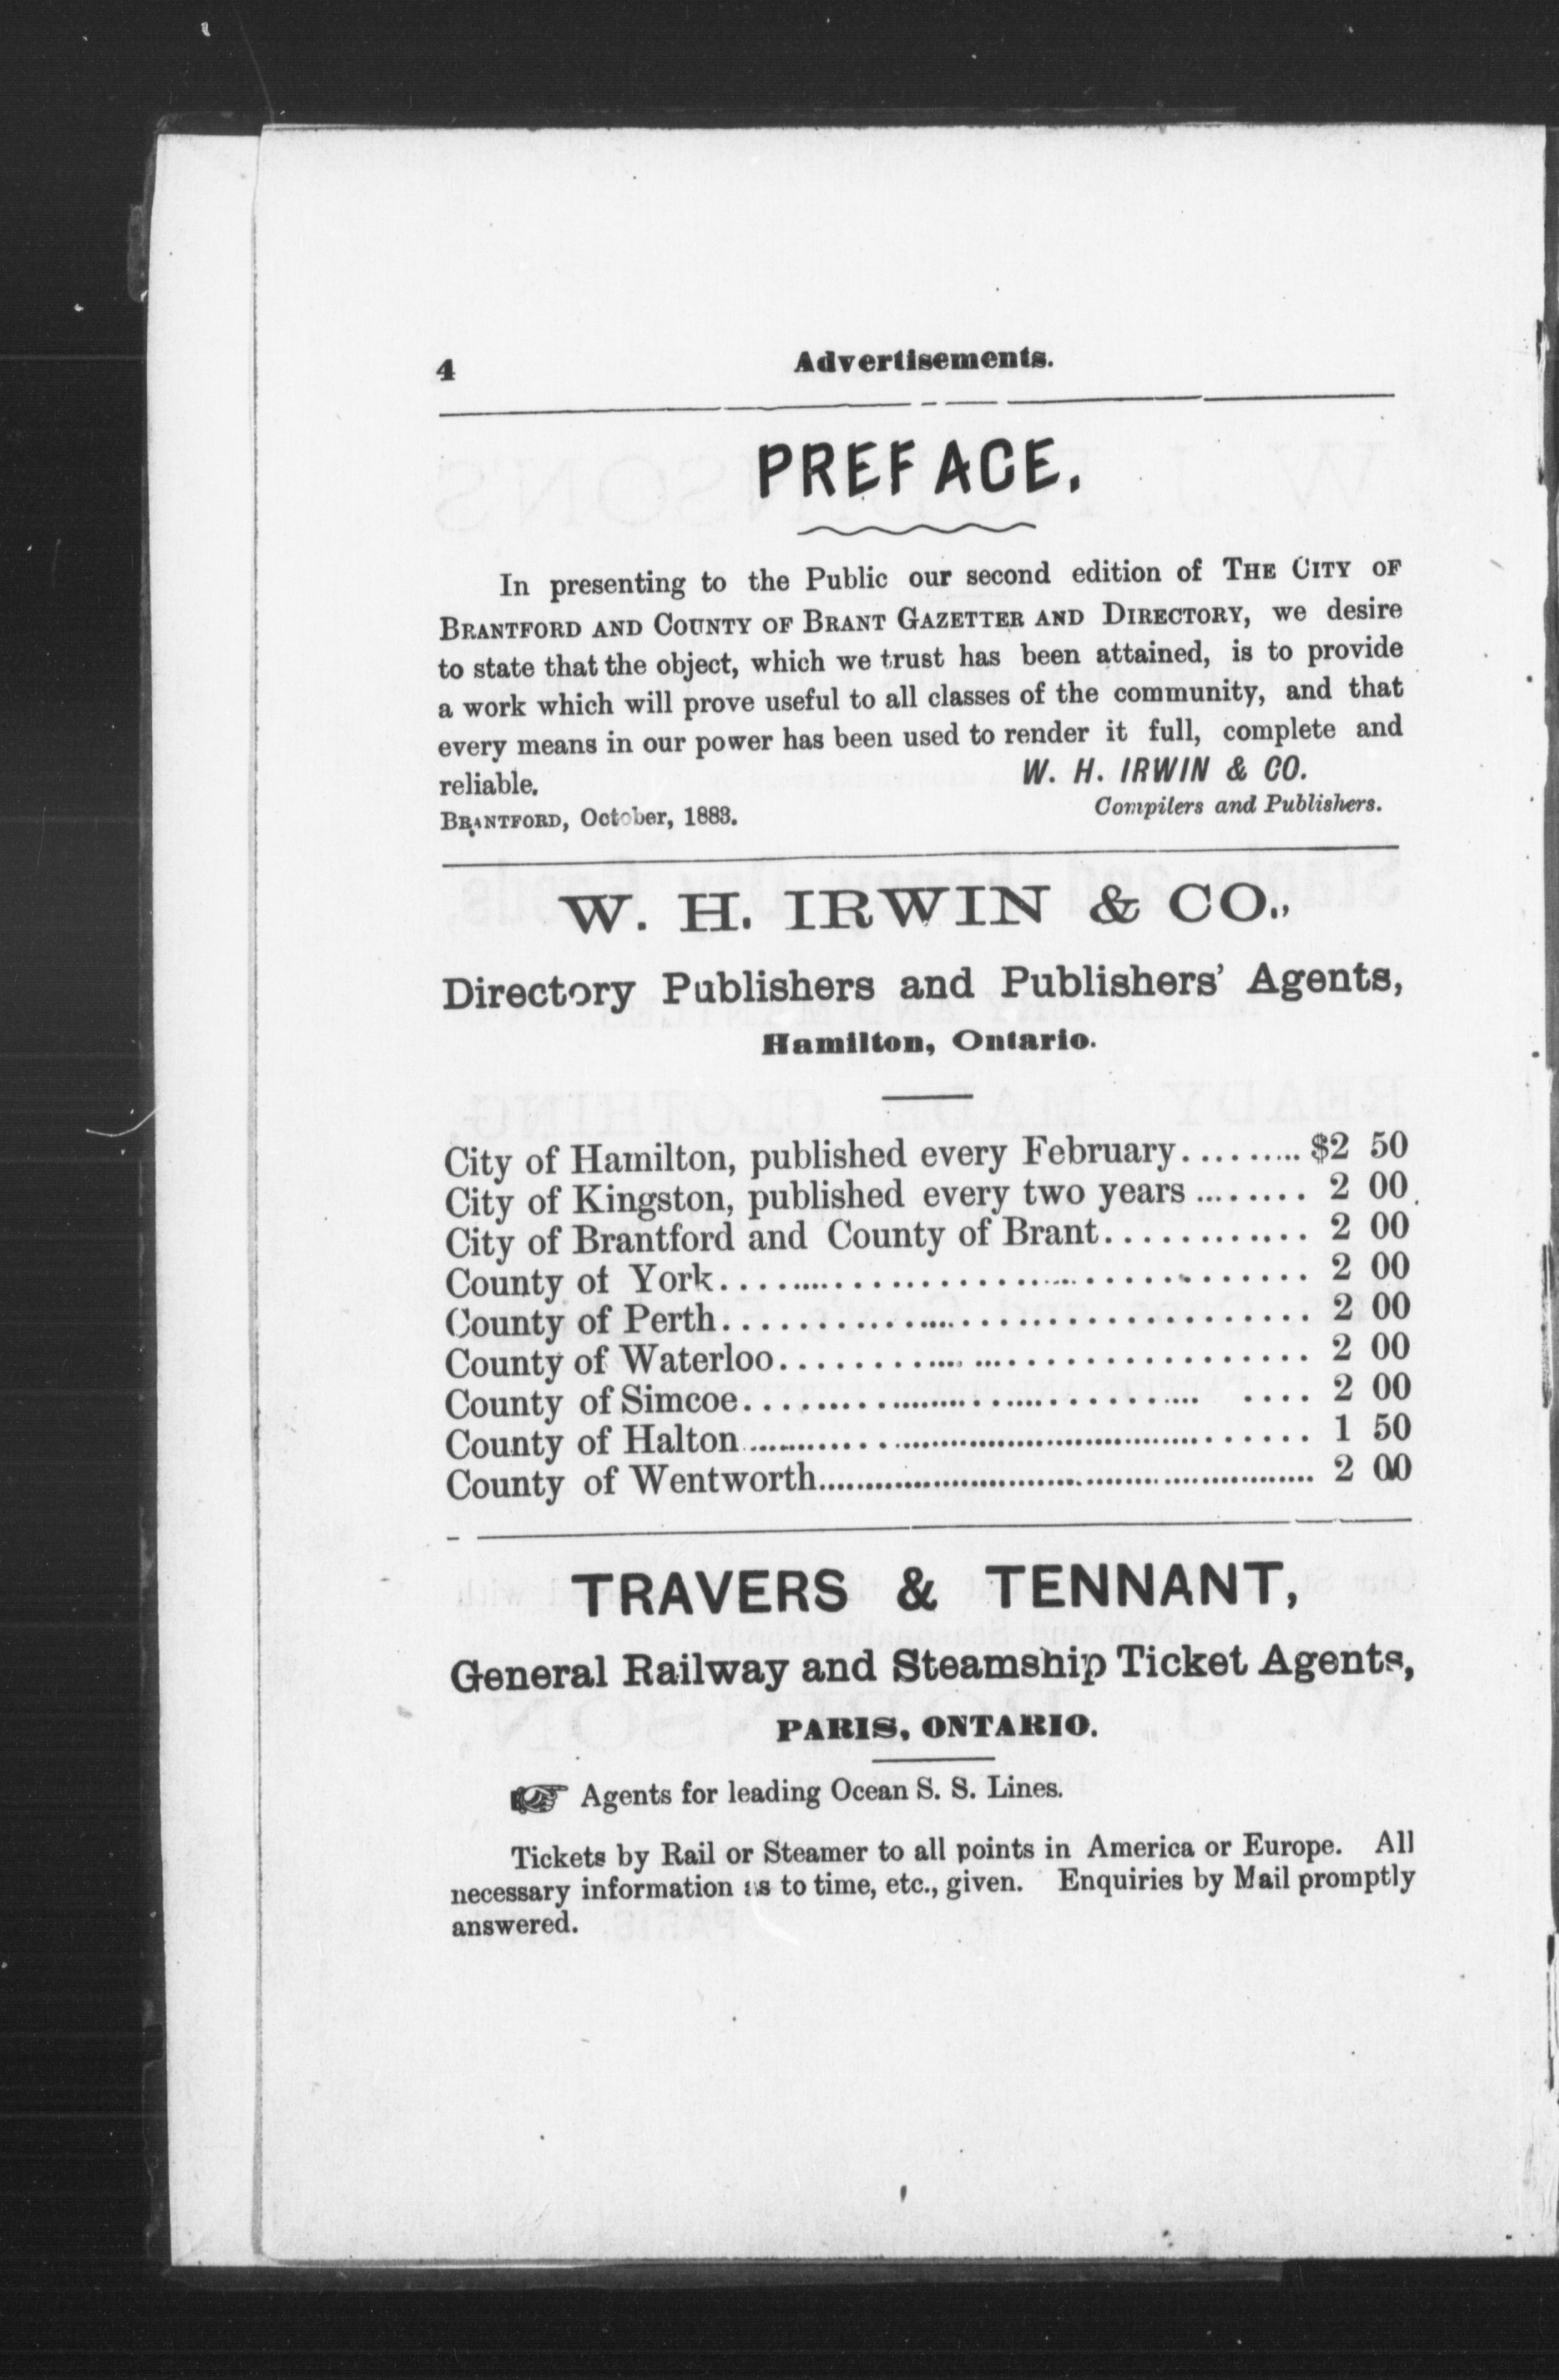 4 Advertisements.
PREFACE.
In presenting to the Public our second edition of THE CITY OF
BRANTFORD AND COUNTY OF BRANT GAZETTER AND DIRECTORY, we desire
to state that the object, which we trust has been attained, is to provide
a work which will prove useful to all classes of the community, and that
every means in our power has been used to render it full, complete and
reliable. W. H. IRWIN & CO.
BRANTFORD, October, 1883. Compilers and Publishers.
W. H. IRWIN & CO.,
Directory Publishers and Publishers' Agents,
Hamilton, Ontario.
City of Hamilton, published every February.......... $2 50
City of Kingston, published every two years ........ 2 00
City of Brantford and County of Brant............. 2 00
County of York.................................... 2 00
County of Perth................................... 2 00
County of Waterloo................................ 2 00
County of Simcoe.............................. .... 2 00
County of Halton.................................. 1 50
County of Wentworth............................... 2 00
TRAVERS & TENNANT,
General Railway and Steamship Ticket Agents,
PARIS, ONTARIO.
☞ Agents for leading Ocean S. S. Lines.
Tickets by Rail or Steamer to all points in America or Europe. All
necessary information as to time, etc., given. Enquiries by Mail promptly
answered.